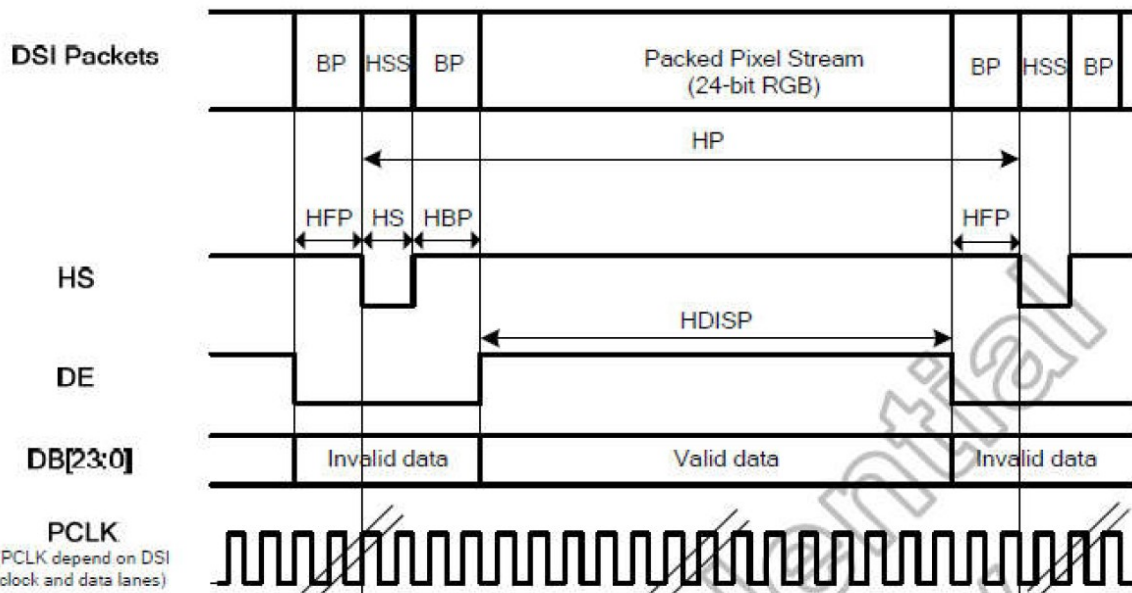 DSI Packets
BP HSS BP
Packed Pixel Stream
(24-bit RGB)
BP HSS BP
HP
HFP HS HBP
HFP
HS
HDISP
DE
DB[23:0]
Invalid data
Valid data
Invalid data
PCLK
PCLK depend on DSI
clock and data lanes)
ential